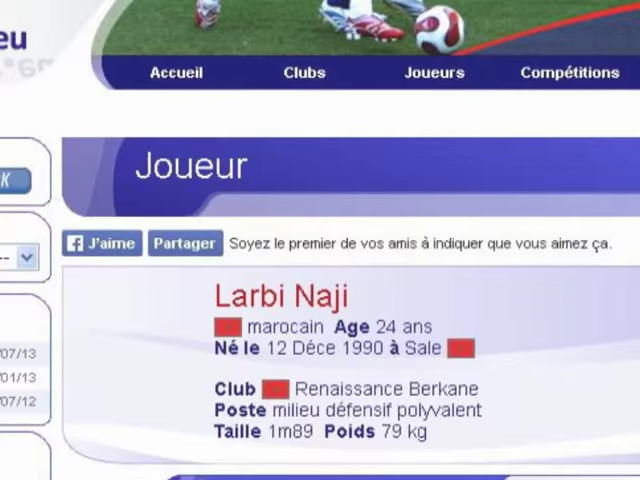 eu
Accueil Clubs Joueurs Compétitions
K
Joueur
J'aime Partager Soyez le premier de vos amis à indiquer que vous aimez ça.
--
Larbi Naji
marocain Age 24 ans
Né le 12 Déce 1990 à Sale
/07/13
/01/13
/07/12
Club Renaissance Berkane
Poste milieu défensif polyvalent
Taille 1m89 Poids 79 kg